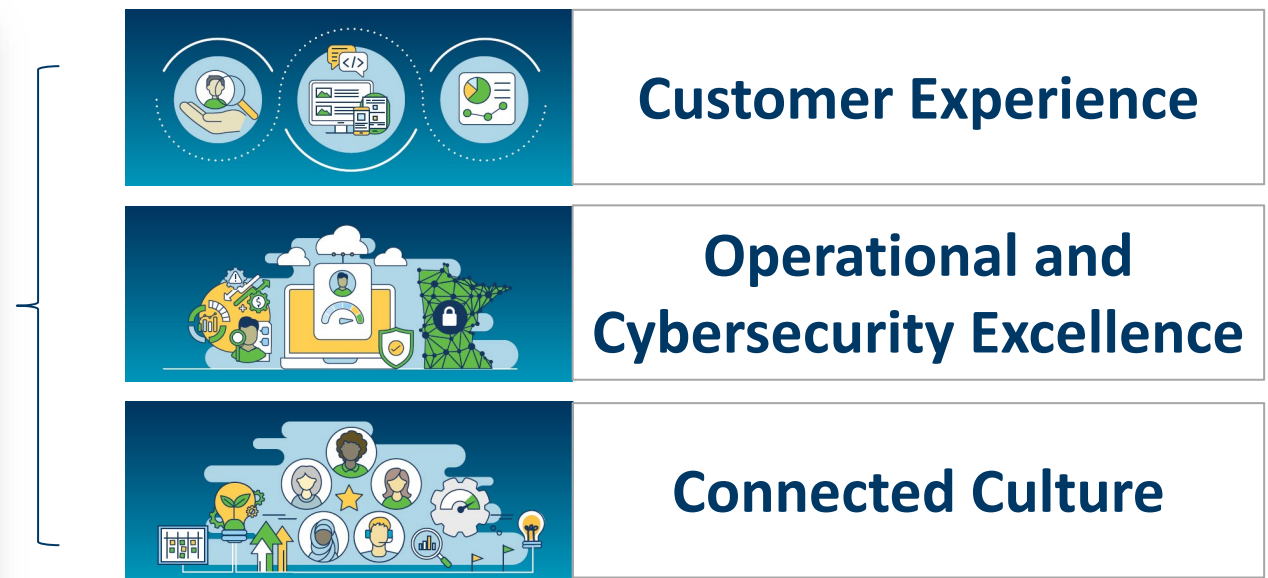 Customer Experience
Operational and
Cybersecurity Excellence
Connected Culture